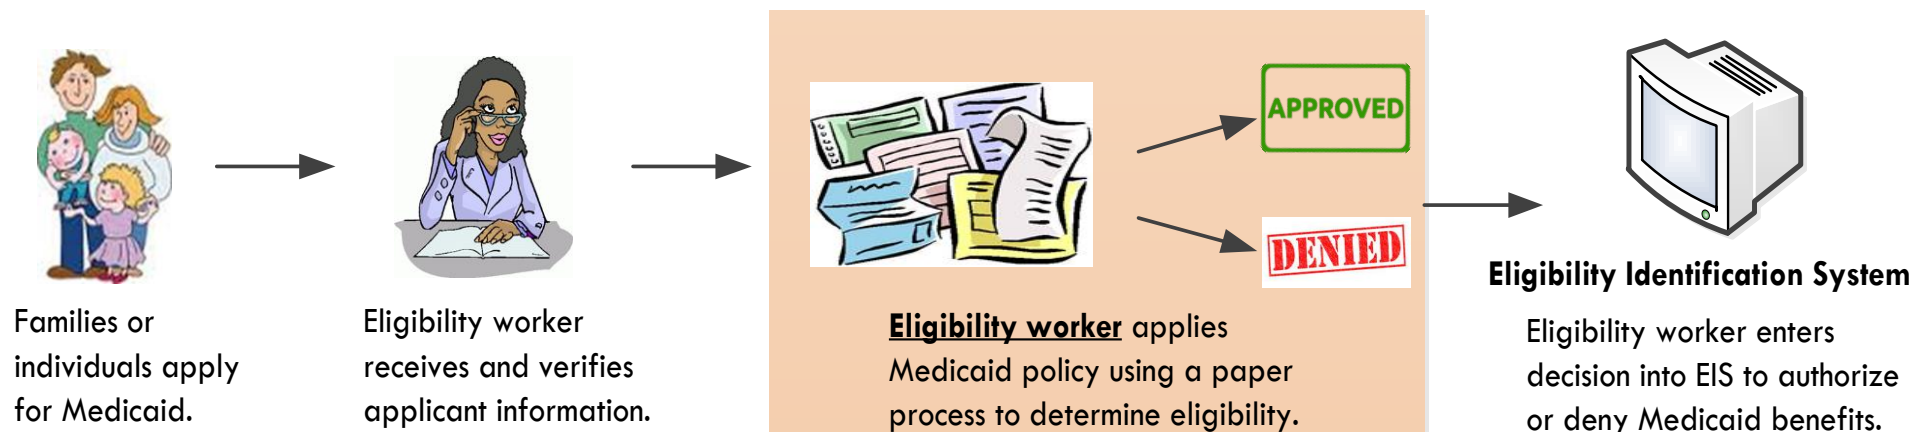 Families or
individuals apply
for Medicaid.
Eligibility worker
receives and verifies
applicant information.
APPROVED
DENIED
Eligibility worker applies
Medicaid policy using a paper
process to determine eligibility.
Eligibility Identification System
Eligibility worker enters
decision into EIS to authorize
or deny Medicaid benefits.